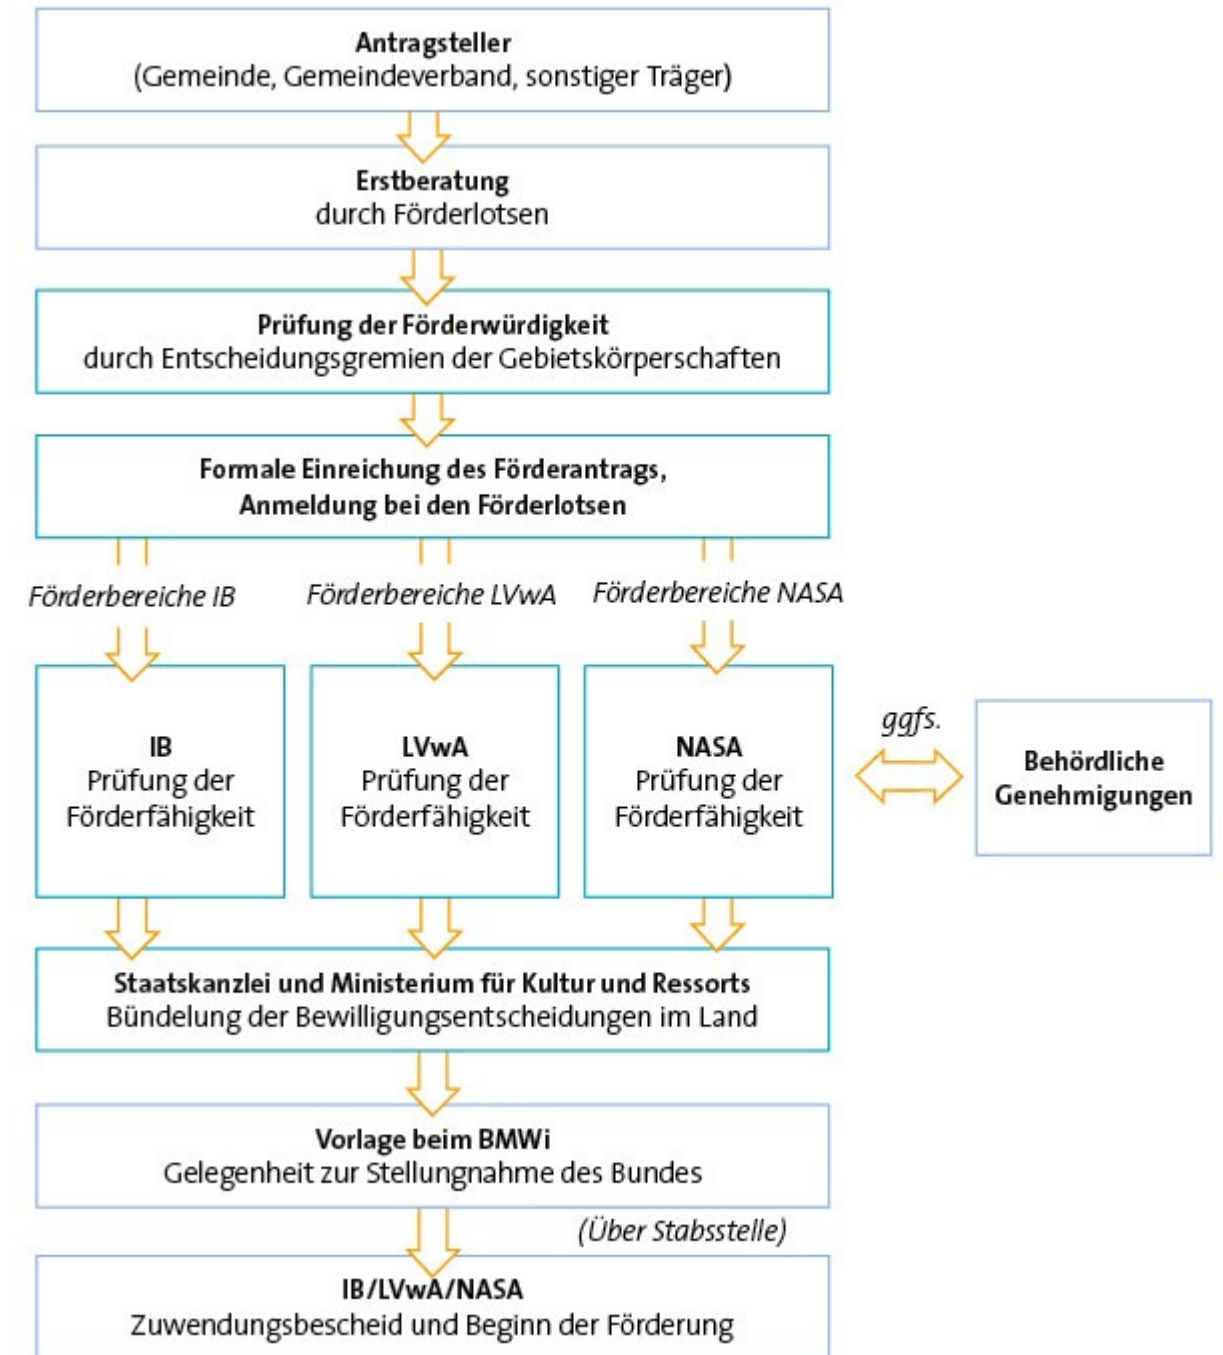 Antragsteller
(Gemeinde, Gemeindeverband, sonstiger Träger)
Erstberatung
durch Förderlotsen
Prüfung der Förderwürdigkeit
durch Entscheidungsgremien der Gebietskörperschaften
Formale Einreichung des Förderantrags,
Anmeldung bei den Förderlotsen
Förderbereiche IB
Förderbereiche LVwA
Förderbereiche NASA
IB
Prüfung der
Förderfähigkeit
LVwA
Prüfung der
Förderfähigkeit
NASA
Prüfung der
Förderfähigkeit
ggfs.
Behördliche
Genehmigungen
Staatskanzlei und Ministerium für Kultur und Ressorts
Bündelung der Bewilligungsentscheidungen im Land
Vorlage beim BMWi
Gelegenheit zur Stellungnahme des Bundes
(Über Stabsstelle)
IB/LVwA/NASA
Zuwendungsbescheid und Beginn der Förderung